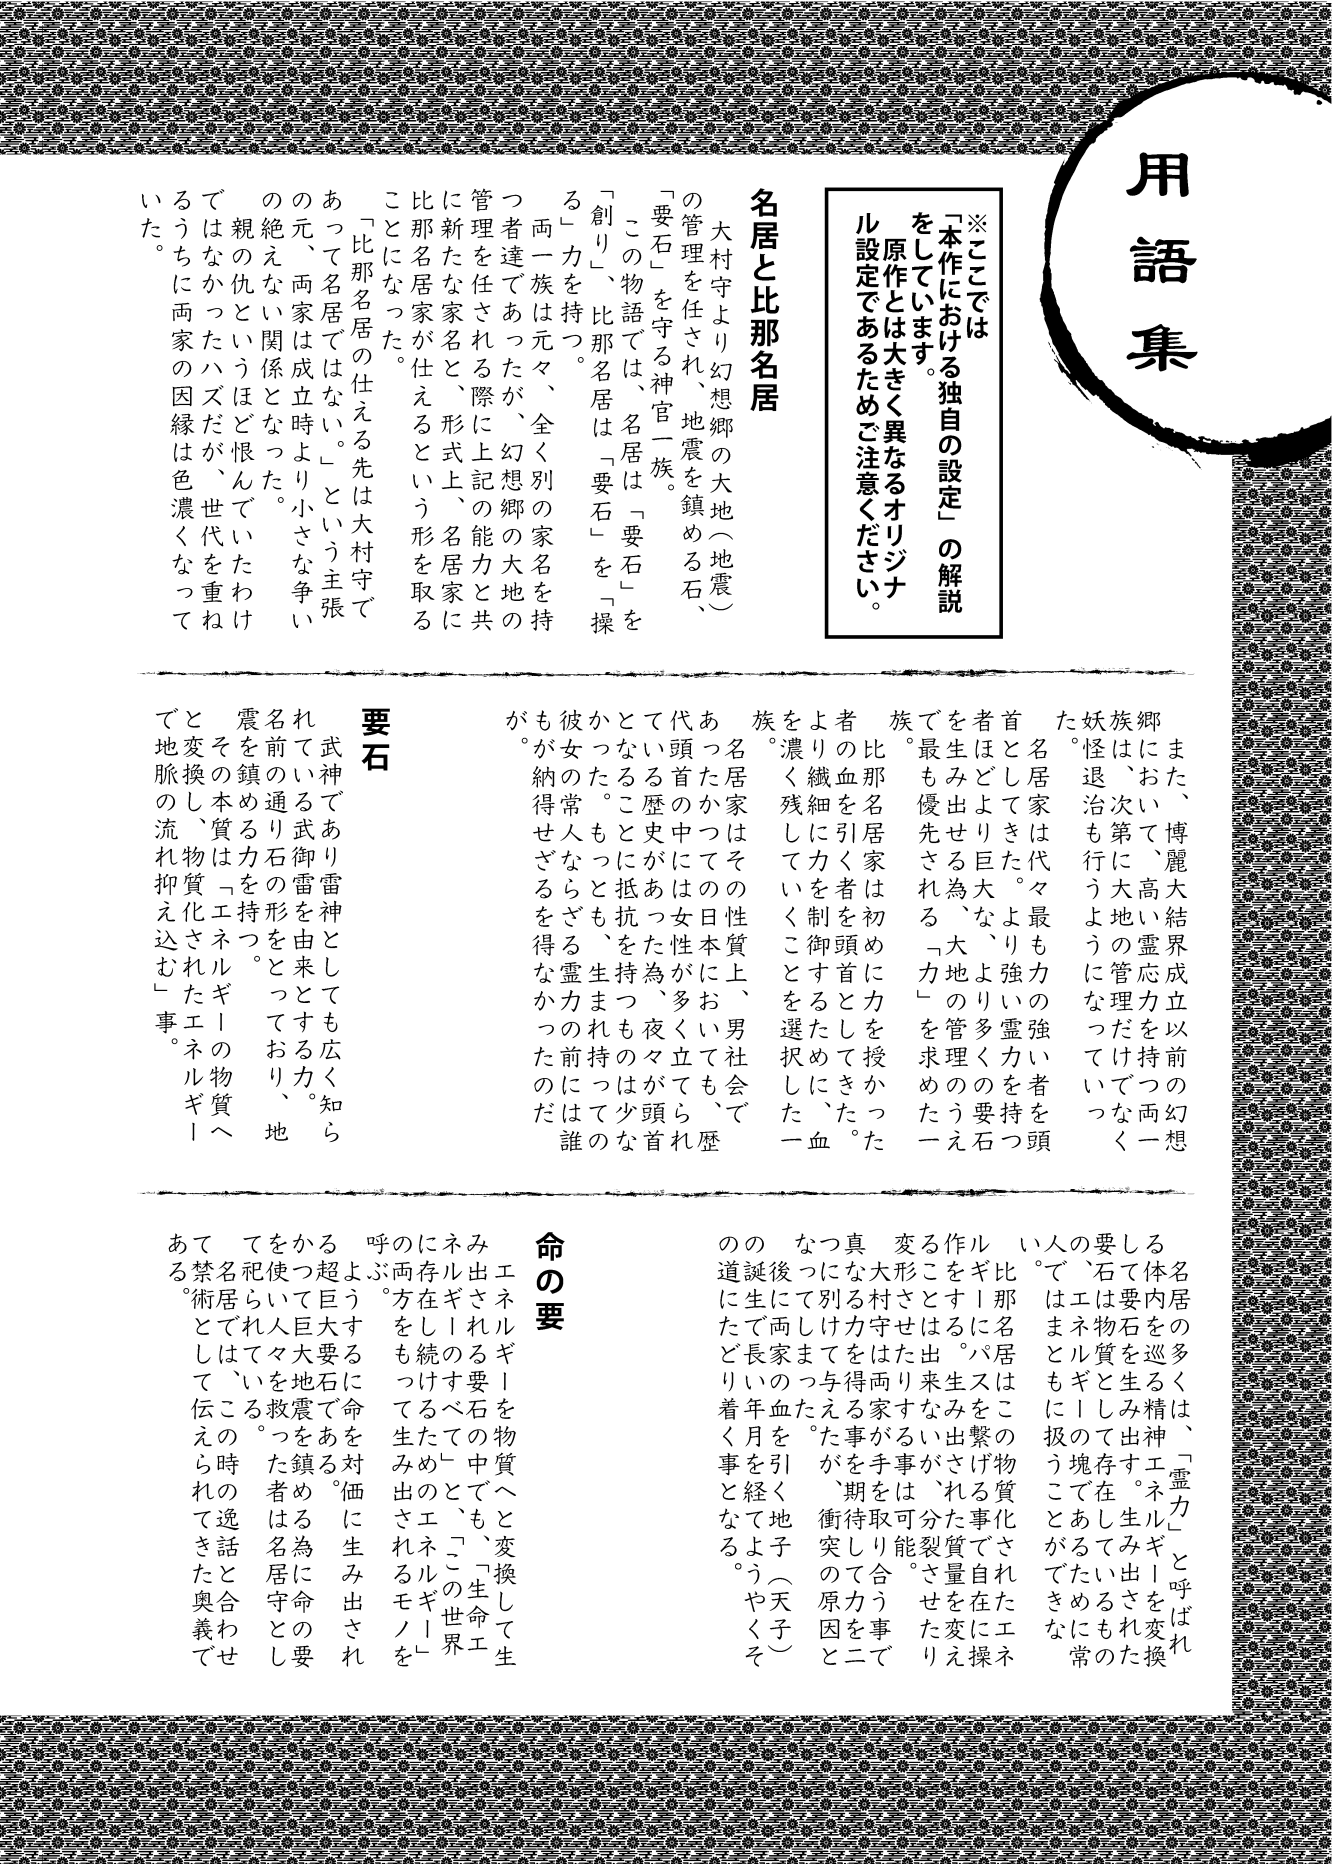 用語集
※ここでは
「本作における独自の設定」の解説
をしています。
原作とは大きく異なるオリジナ
ル設定であるためご注意ください。
名居と比那名居
大村守より幻想郷の大地（地震）
の管理を任され、地震を鎮める石、
「要石」を守る神官一族。
この物語では、名居は「要石」を
「創り」、比那名居は「要石」を「操
る」力を持つ。
両一族は元々、全く別の家名を持
つ者達であったが、幻想郷の大地の
管理を任される際に上記の能力と共
に新たな家名と、形式上、名居家に
比那名居家が仕えるという形を取る
ことになった。
「比那名居の仕える先は大村守で
あって名居ではない。」という主張
の元、両家は成立時より小さな争い
の絶えない関係となった。
親の仇というほど恨んでいたわけ
ではなかったハズだが、世代を重ね
るうちに両家の因縁は色濃くなって
いた。
また、博麗大結界成立以前の幻想
郷において、高い霊応力を持つ両一
族は、次第に大地の管理だけでなく
妖怪退治も行うようになっていっ
た。
名居家は代々最も力の強い者を頭
首としてきた。より強い霊力を持つ
者ほどより巨大な、より多くの要石
を生み出せる為、大地の管理のうえ
で最も優先される「力」を求めた一
族。
比那名居家は初めに力を授かった
者の血を引く者を頭首としてきた。
より繊細に力を制御するために、血
を濃く残していくことを選択した一
族。
名居家はその性質上、男社会で
あったかつての日本においても、歴
代頭首の中には女性が多く立てられ
ている歴史があった為、夜々が頭首
となることに抵抗を持つものは少な
かった。もっとも、生まれ持っての
彼女の常人ならざる霊力の前には誰
もが納得せざるを得なかったのだ
が。
要石
武神であり雷神としても広く知ら
れている武御雷を由来とする力。
名前の通り石の形をとっており、地
震を鎮める力を持つ。
その本質は「エネルギーの物質へ
と変換し、物質化されたエネルギー
で地脈の流れ抑え込む」事。
名居の多くは、「霊力」と呼ばれ
る体内を巡る精神エネルギーを変換
して要石を生み出す。生み出された
要石は物質として存在しているもの
の、エネルギーの塊であるために常
人ではまともに扱うことができな
い。
比那名居はこの物質化されたエネ
ルギーにパスを繋げる事で自在に操
作をする。生み出された質量を変え
ることは出来ないが、分裂させたり
変形させたりする事は可能。
大村守は両家が手を取り合う事で
真なる力を得る事を期待して力を二
つに別けて与えたが、衝突の原因と
なってしまった。
後に両家の血を引く地子（天子）
の誕生で長い年月を経てようやくそ
の道にたどり着く事となる。
命の要
エネルギーを物質へと変換して生
み出される要石の中でも、「生命エ
ネルギーのすべて」と、「この世界
に存在し続けるためのエネルギー」
の両方をもって生み出されるモノを
呼ぶ。
ようするに命を対価に生み出され
る超巨大要石である。
かつて巨大地震を鎮める為に命の要
を使い人々を救った者は名居守とし
て祀られている。
名居では、この時の逸話と合わせ
て禁術として伝えられてきた奥義で
ある。